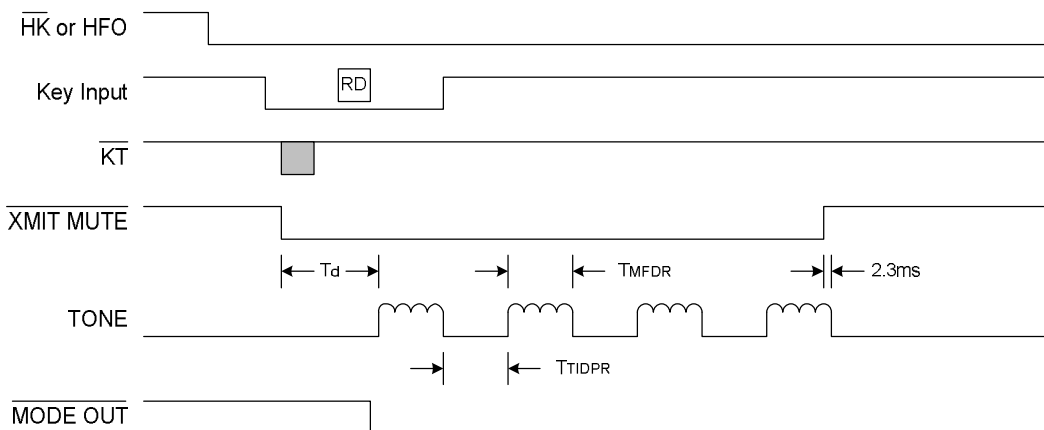 HK or HFO
Key Input
RD
KT
XMIT MUTE
Td
TMFDR
2.3ms
TONE
TTIDPR
MODE OUT